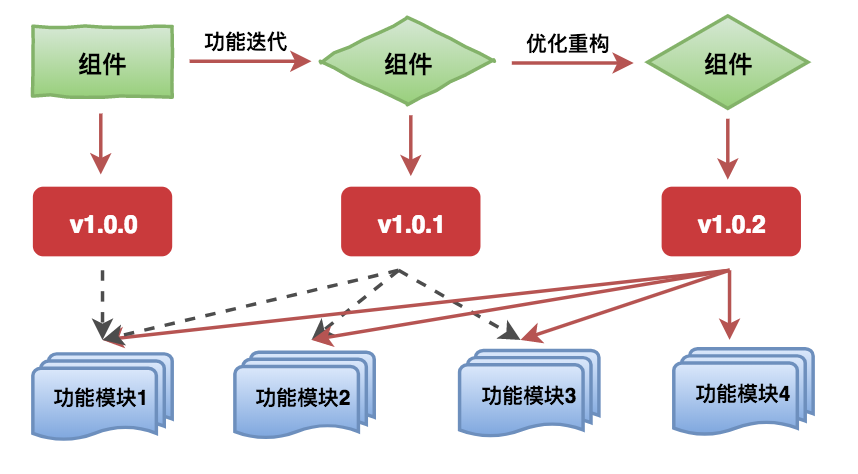 组件
功能迭代
组件
优化重构
组件
v1.0.0
v1.0.1
v1.0.2
功能模块1
功能模块2
功能模块3
功能模块4